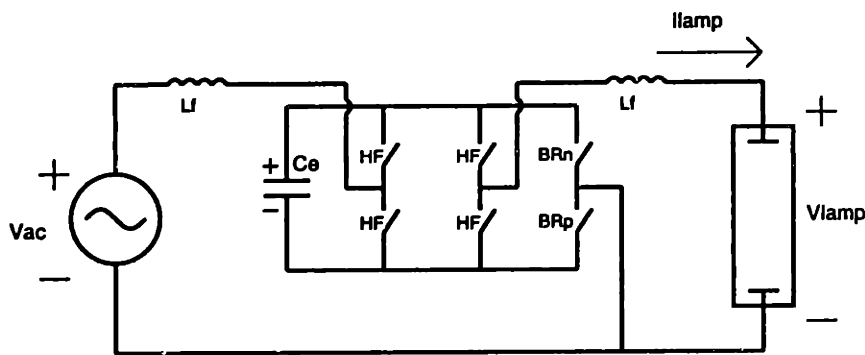 Ilamp
Lf
Lf
+
HF
HF
BRn
+
+
Ce
−
HF
HF
BRp
Vac
Vlamp
−
−